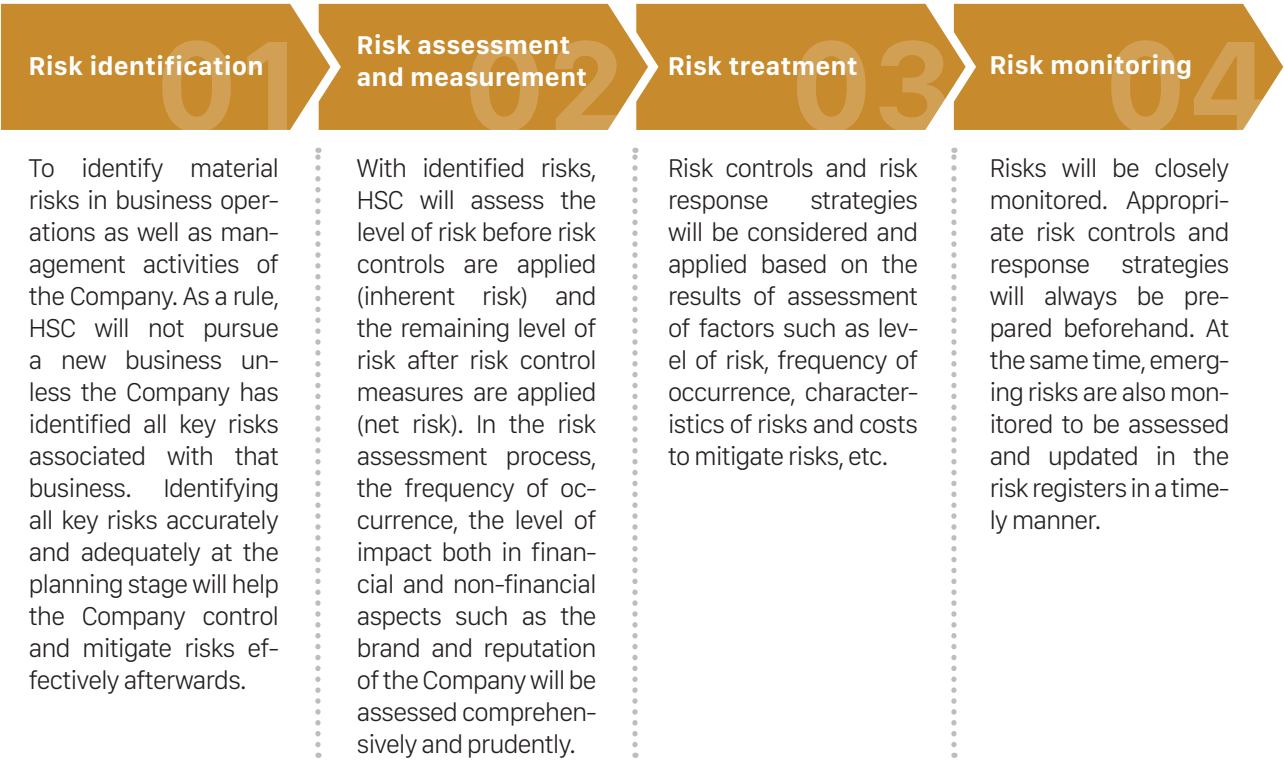 01
Risk identification
To identify material
risks in business oper-
ations as well as man-
agement activities of
the Company. As a rule,
HSC will not pursue
a new business un-
less the Company has
identified all key risks
associated with that
business. Identifying
all key risks accurately
and adequately at the
planning stage will help
the Company control
and mitigate risks ef-
fectively afterwards.
02
Risk assessment
and measurement
With identified risks,
HSC will assess the
level of risk before risk
controls are applied
(inherent risk) and
the remaining level of
risk after risk control
measures are applied
(net risk). In the risk
assessment process,
the frequency of oc-
currence, the level of
impact both in finan-
cial and non-financial
aspects such as the
brand and reputation
of the Company will be
assessed comprehen-
sively and prudently.
03
Risk treatment
Risk controls and risk
response strategies
will be considered and
applied based on the
results of assessment
of factors such as lev-
el of risk, frequency of
occurrence, character-
istics of risks and costs
to mitigate risks, etc.
04
Risk monitoring
Risks will be closely
monitored. Appropri-
ate risk controls and
response strategies
will always be pre-
pared beforehand. At
the same time, emerg-
ing risks are also mon-
itored to be assessed
and updated in the
risk registers in a time-
ly manner.